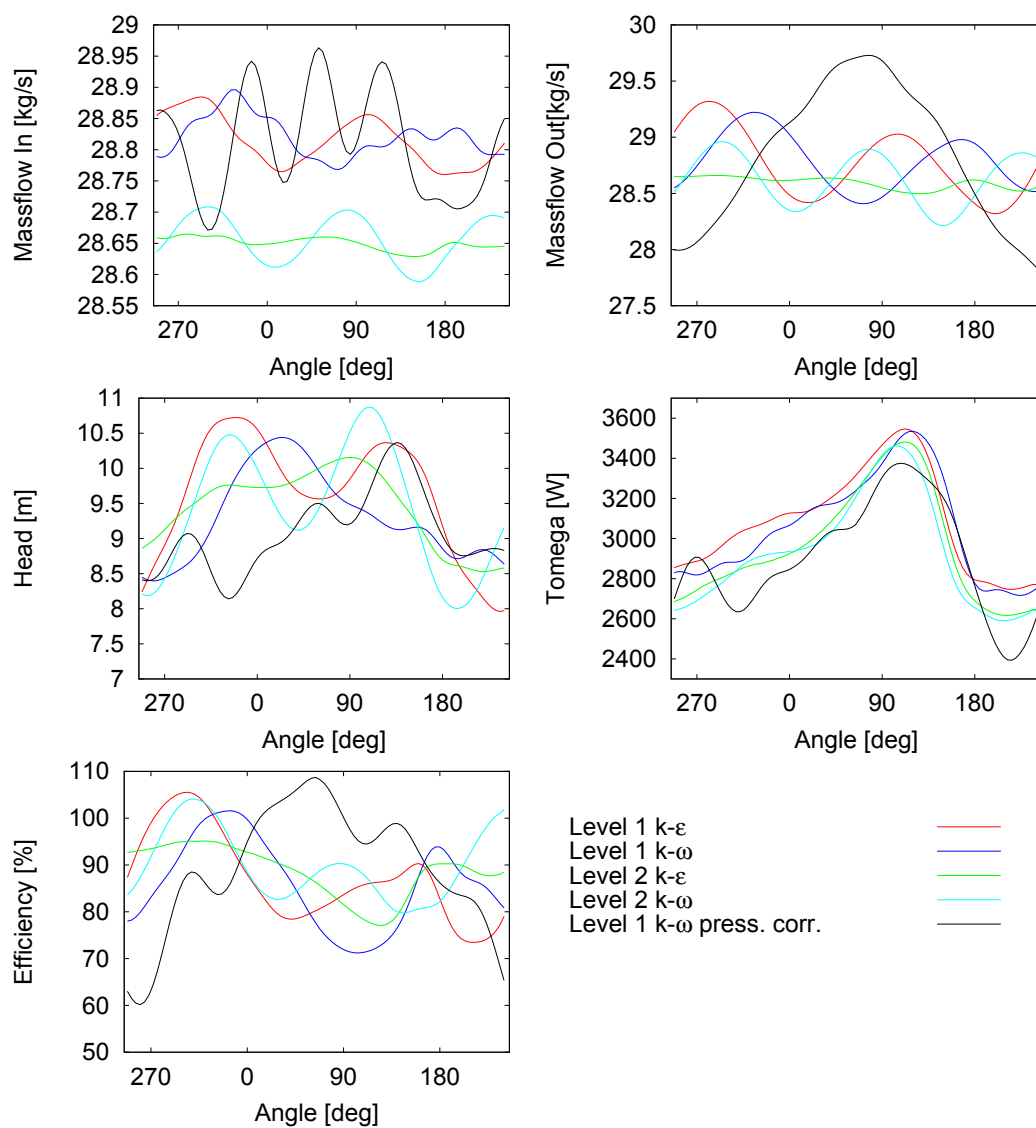 29
28.95
28.9
28.85
28.8
28.75
28.7
28.65
28.6
28.55
Massflow In [kg/s]
270 0 90 180
Angle [deg]
30
29.5
29
28.5
28
27.5
Massflow Out[kg/s]
270 0 90 180
Angle [deg]
11
10.5
10
9.5
9
8.5
8
7.5
7
Head [m]
270 0 90 180
Angle [deg]
3600
3400
3200
3000
2800
2600
2400
Tomega [W]
270 0 90 180
Angle [deg]
110
100
90
80
70
60
50
Efficiency [%]
270 0 90 180
Angle [deg]
Level 1 k-ε
Level 1 k-ω
Level 2 k-ε
Level 2 k-ω
Level 1 k-ω press. corr.